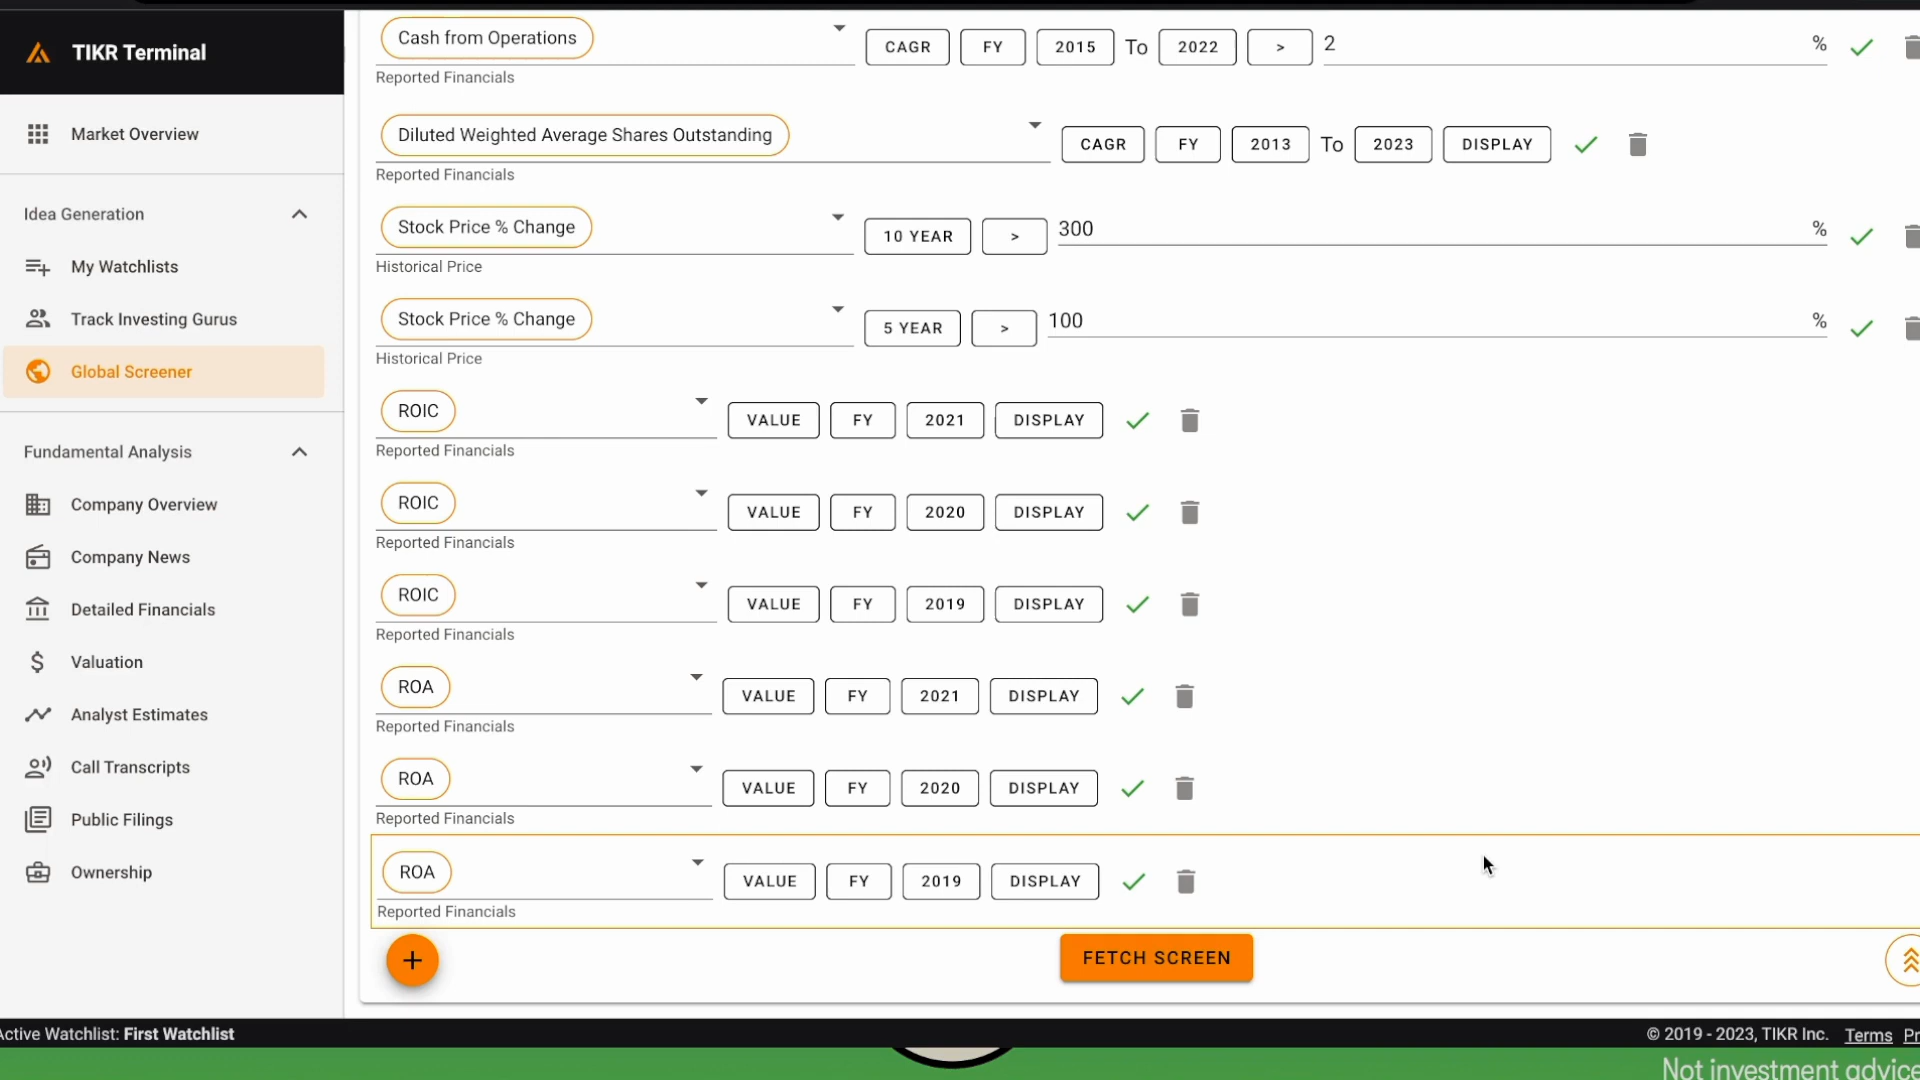 TIKR Terminal
Market Overview
Idea Generation
My Watchlists
Track Investing Gurus
Global Screener
Fundamental Analysis
Company Overview
Company News
Detailed Financials
Valuation
Analyst Estimates
Call Transcripts
Public Filings
Ownership
Cash from Operations CAGR FY 2015 To 2022 > 2 %
Reported Financials
Diluted Weighted Average Shares Outstanding CAGR FY 2013 To 2023 DISPLAY
Reported Financials
Stock Price % Change 10 YEAR > 300 %
Historical Price
Stock Price % Change 5 YEAR > 100 %
Historical Price
ROIC VALUE FY 2021 DISPLAY
Reported Financials
ROIC VALUE FY 2020 DISPLAY
Reported Financials
ROIC VALUE FY 2019 DISPLAY
Reported Financials
ROA VALUE FY 2021 DISPLAY
Reported Financials
ROA VALUE FY 2020 DISPLAY
Reported Financials
ROA VALUE FY 2019 DISPLAY
Reported Financials
+ FETCH SCREEN
Active Watchlist: First Watchlist
© 2019 - 2023, TIKR Inc. Terms Pr
Not investment advice